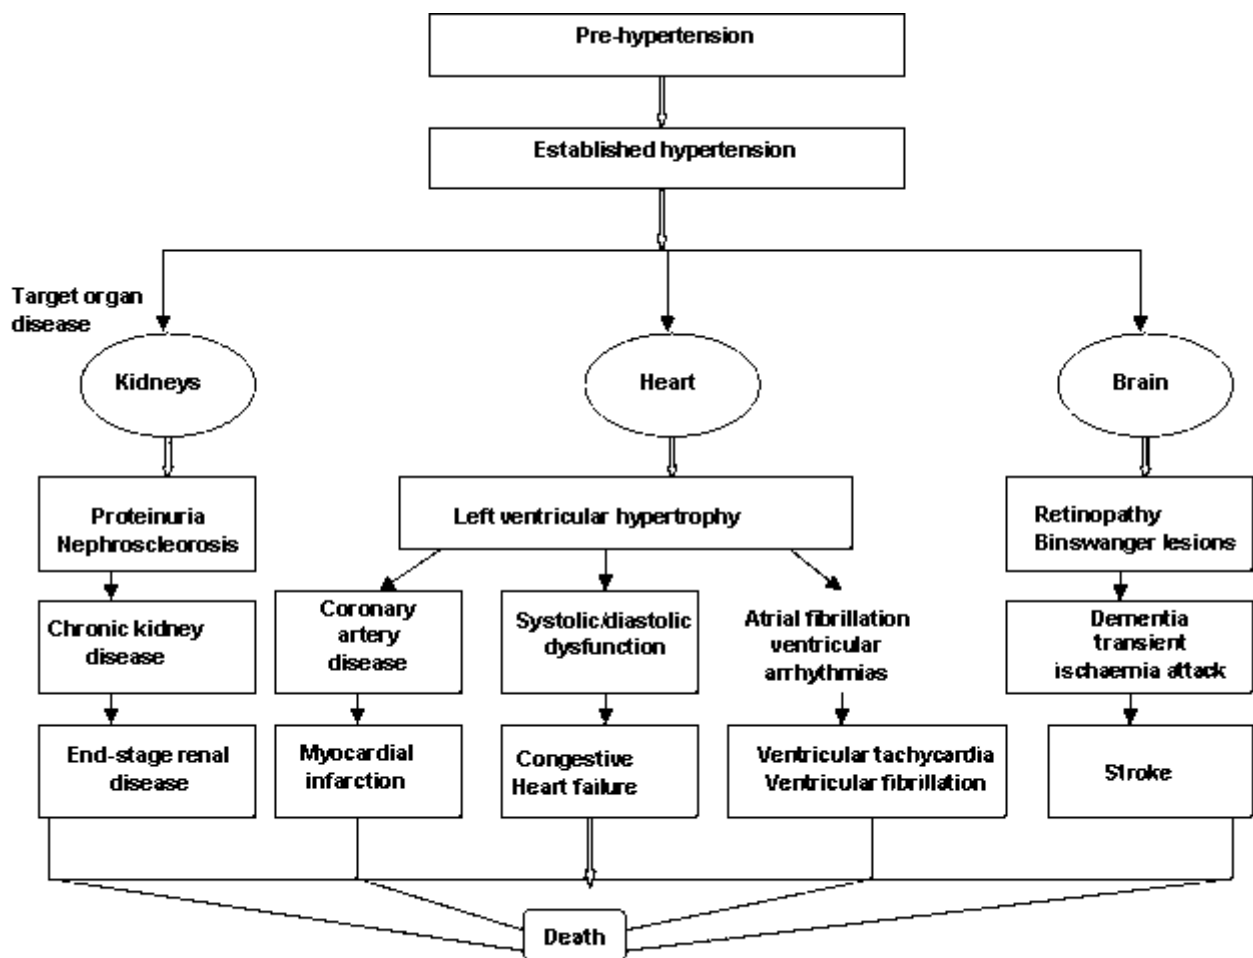 Pre-hypertension
Established hypertension
Target organ
disease
Kidneys
Heart
Brain
Proteinuria
Nephroscleorosis
Left ventricular hypertrophy
Retinopathy
Binswanger lesions
Chronic kidney
disease
Coronary
artery
disease
Systolic/diastolic
dysfunction
Atrial fibrillation
ventricular
arrhythmias
Dementia
transient
ischaemia attack
End-stage renal
disease
Myocardial
infarction
Congestive
Heart failure
Ventricular tachycardia
Ventricular fibrillation
Stroke
Death